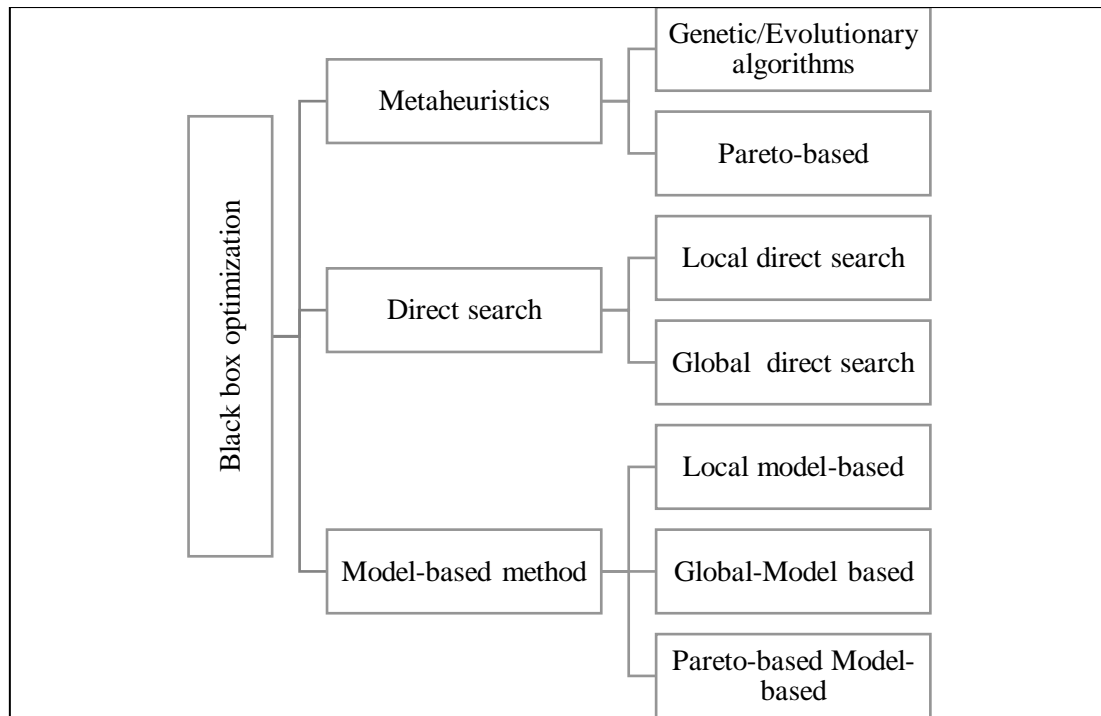 Black box optimization
Metaheuristics
Genetic/Evolutionary
algorithms
Pareto-based
Direct search
Local direct search
Global direct search
Model-based method
Local model-based
Global-Model based
Pareto-based Model-
based